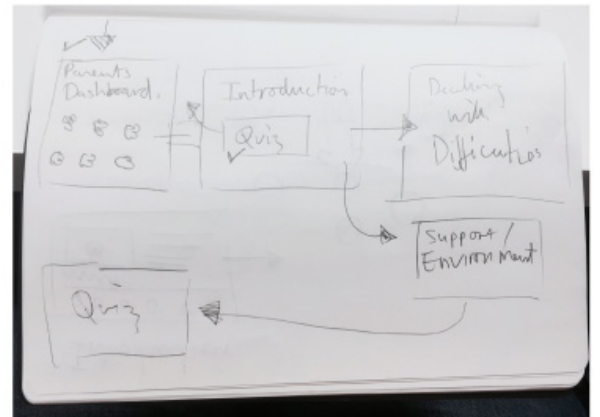 Parents
Dashboard.
Introduction
Quiz
Dealing
with
Difficulties
Support /
Environment
Quiz